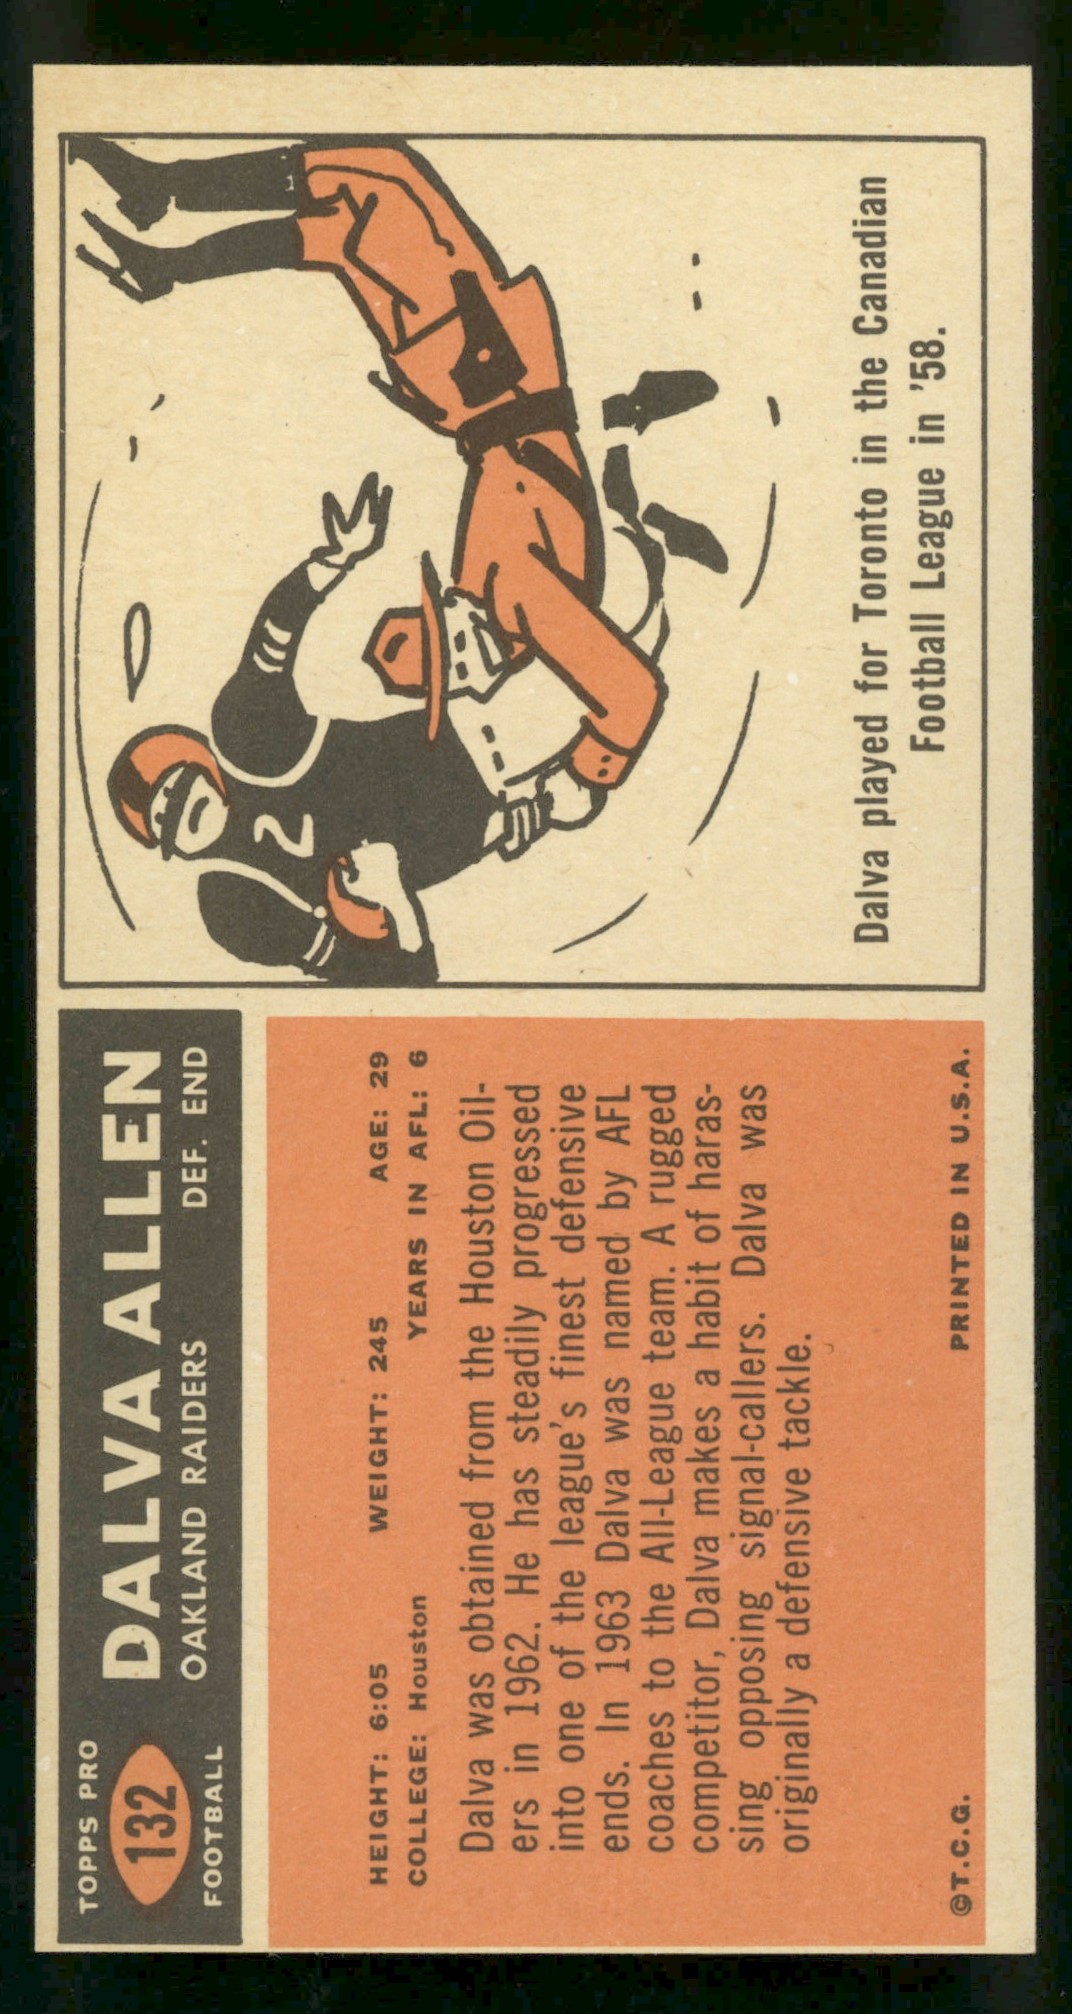 TOPPS PRO
132
FOOTBALL
DALVA ALLEN
OAKLAND RAIDERS DEF. END
HEIGHT: 6:05 WEIGHT: 245 AGE: 29
COLLEGE: Houston YEARS IN AFL: 6
Dalva was obtained from the Houston Oil-
ers in 1962. He has steadily progressed
into one of the league's finest defensive
ends. In 1963 Dalva was named by AFL
coaches to the All-League team. A rugged
competitor, Dalva makes a habit of haras-
sing opposing signal-callers. Dalva was
originally a defensive tackle.
©T.C.G. PRINTED IN U.S.A.
2
Dalva played for Toronto in the Canadian
Football League in '58.